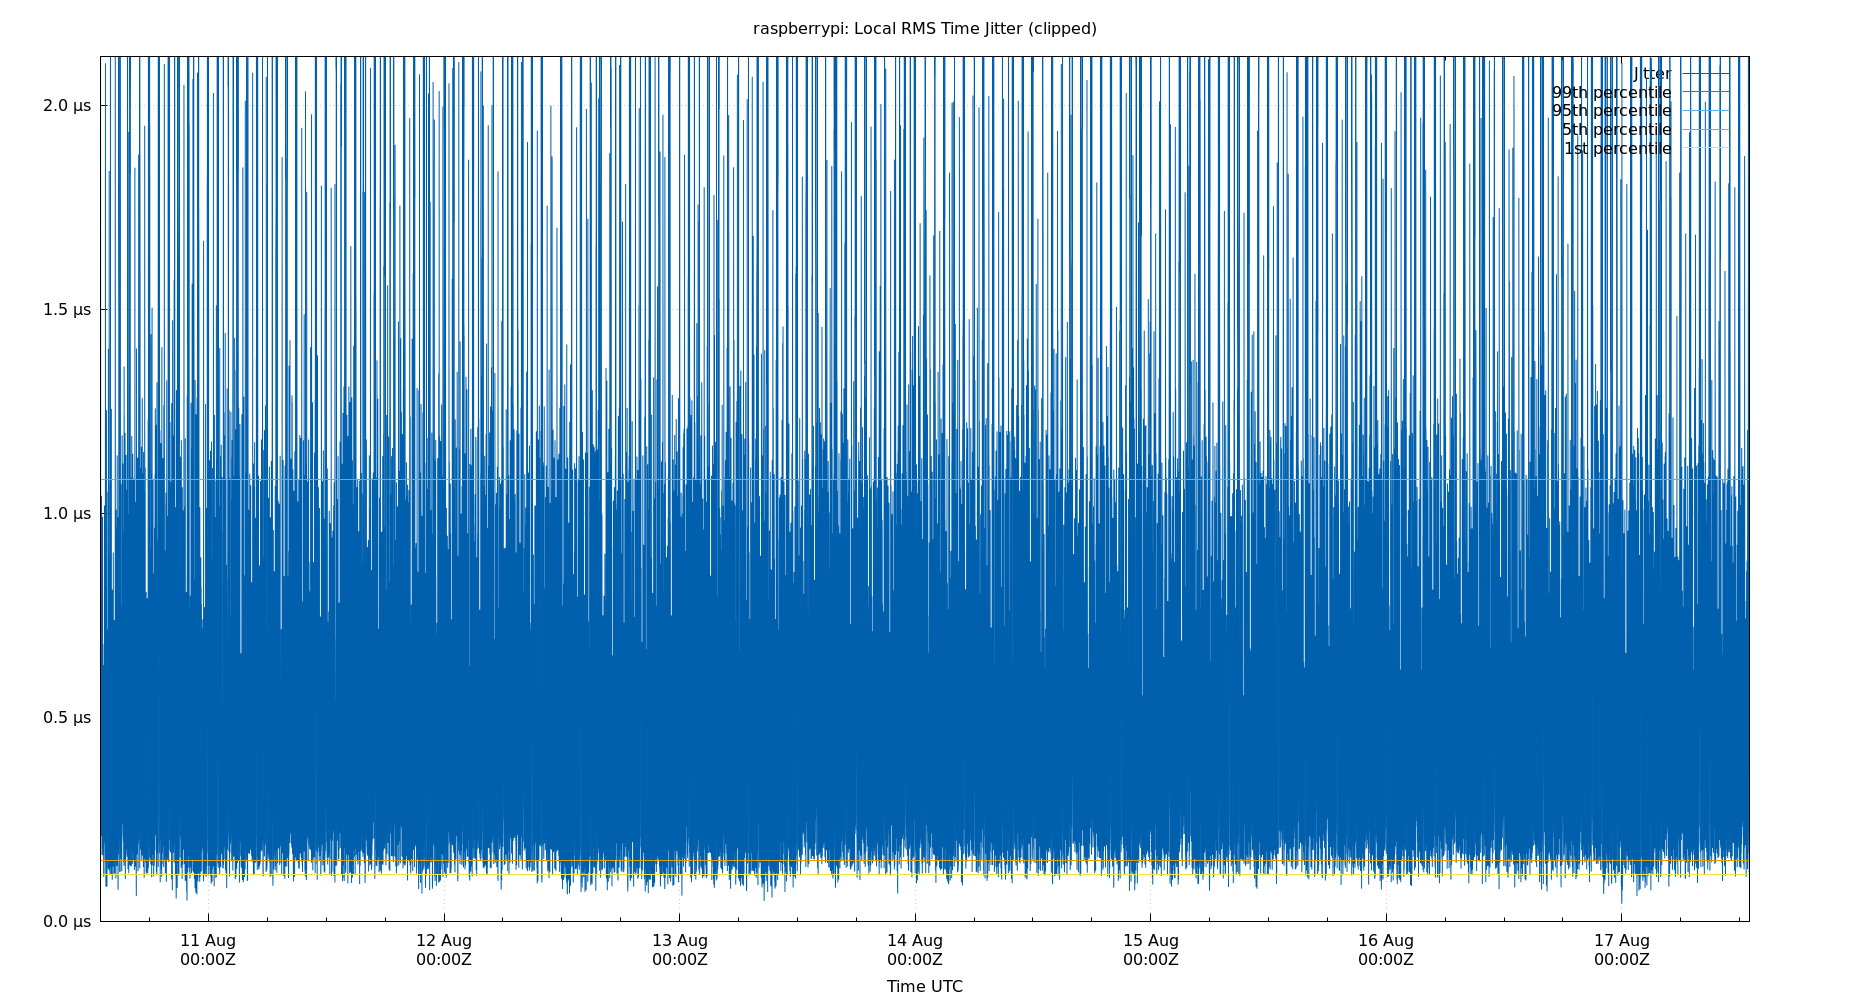 raspberrypi: Local RMS Time Jitter (clipped)
Jitter
99th percentile
95th percentile
5th percentile
1st percentile
2.0 µs
1.5 µs
1.0 µs
0.5 µs
0.0 µs
11 Aug 12 Aug 13 Aug 14 Aug 15 Aug 16 Aug 17 Aug
00:00Z 00:00Z 00:00Z 00:00Z 00:00Z 00:00Z 00:00Z
Time UTC